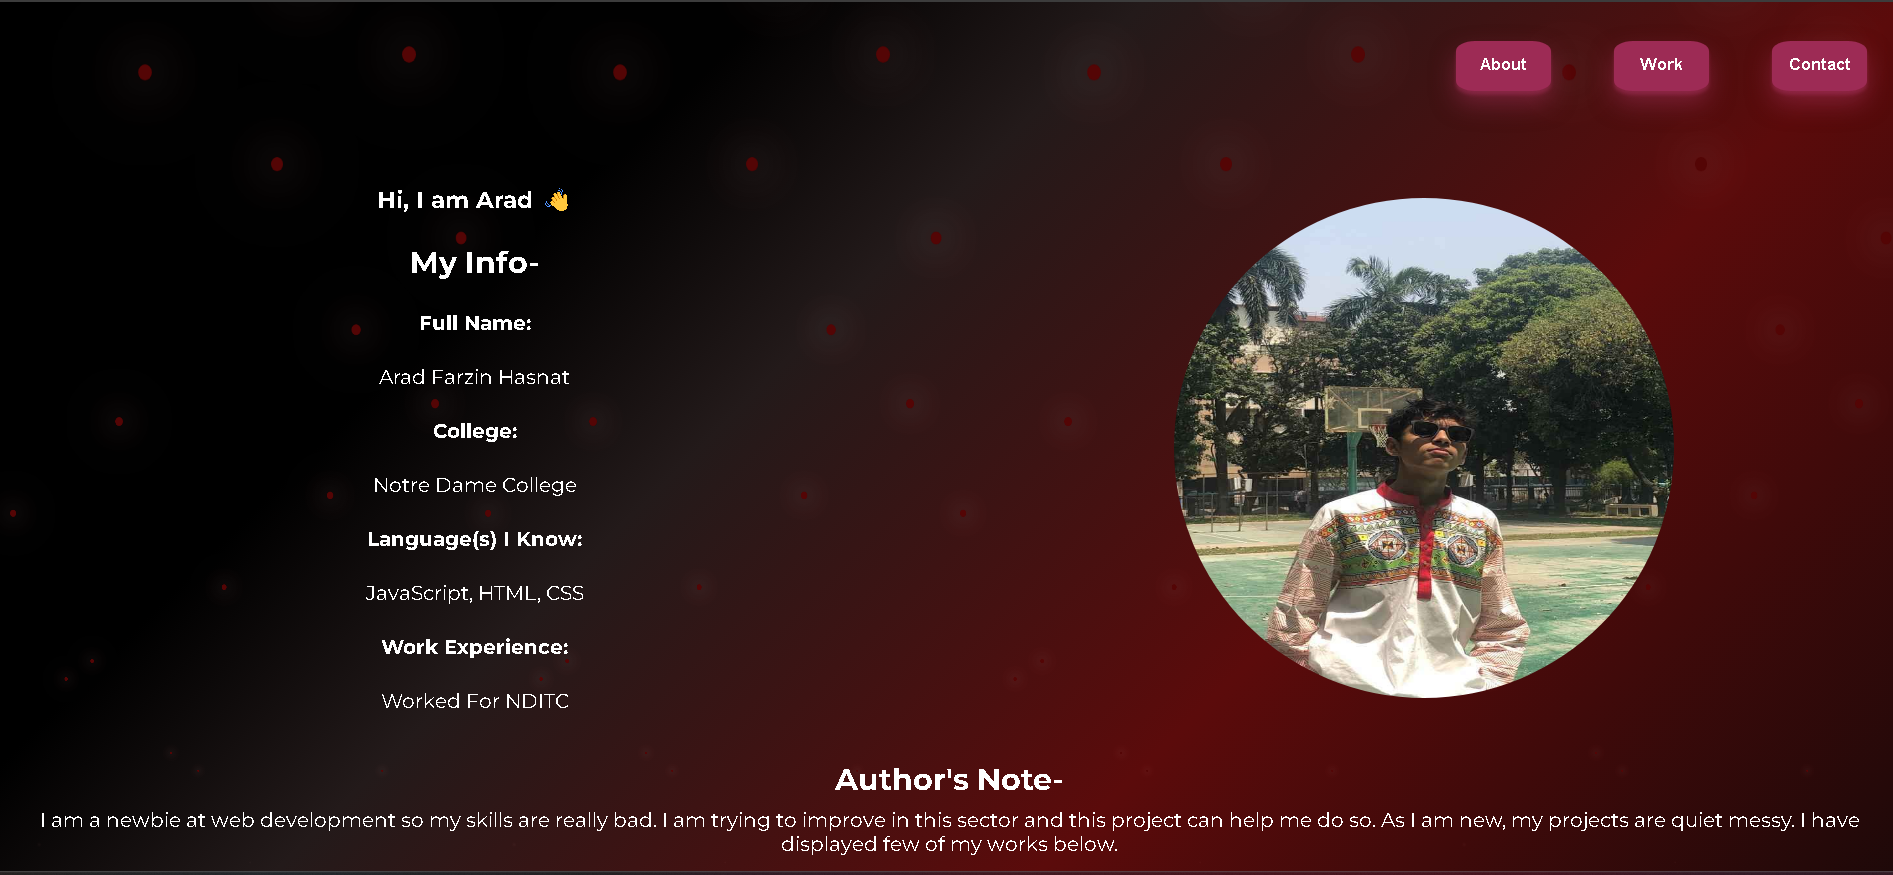 About
Work
Contact
Hi, I am Arad 👋
My Info-
Full Name:
Arad Farzin Hasnat
College:
Notre Dame College
Language(s) I Know:
JavaScript, HTML, CSS
Work Experience:
Worked For NDITC
Author's Note-
I am a newbie at web development so my skills are really bad. I am trying to improve in this sector and this project can help me do so. As I am new, my projects are quiet messy. I have
displayed few of my works below.